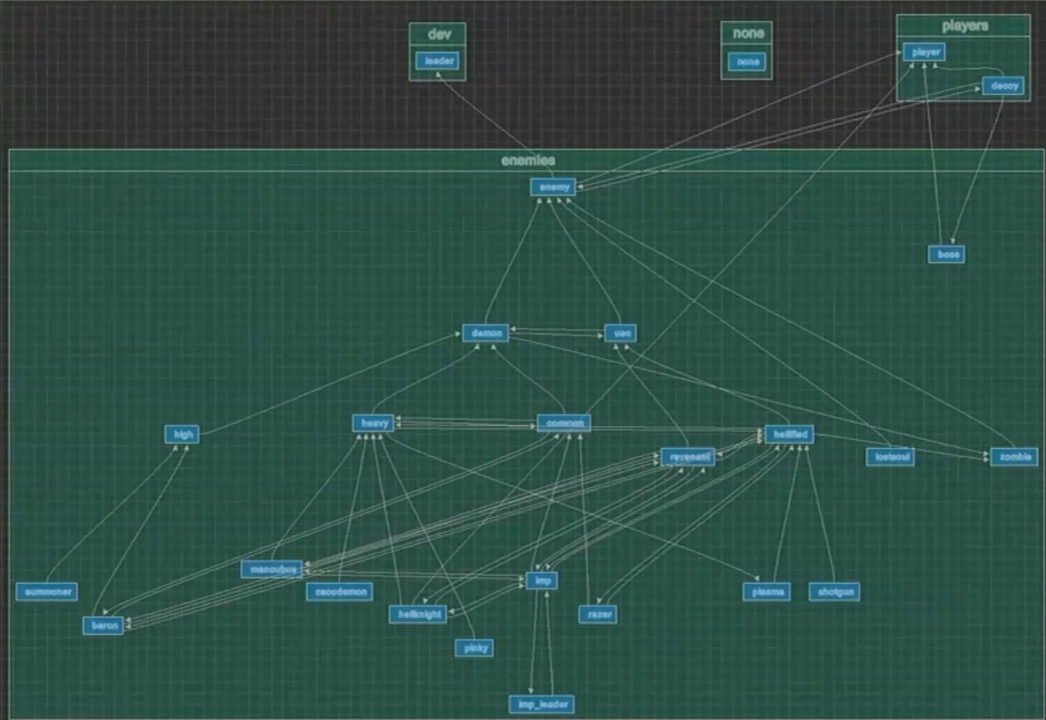 dev
none
players
leader
none
player
decoy
enemies
enemy
boss
demon
uac
high
heavy
common
hellified
revenant
lostsoul
zombie
mancubus
cacodemon
summoner
baron
hellknight
imp
razer
plasma
shotgun
pinky
imp_leader